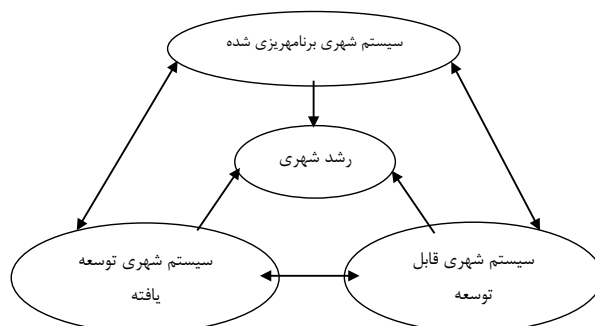 سیستم شهری برنامهریزی شده
رشد شهری
سیستم شهری قابل
توسعه
سیستم شهری توسعه
یافته